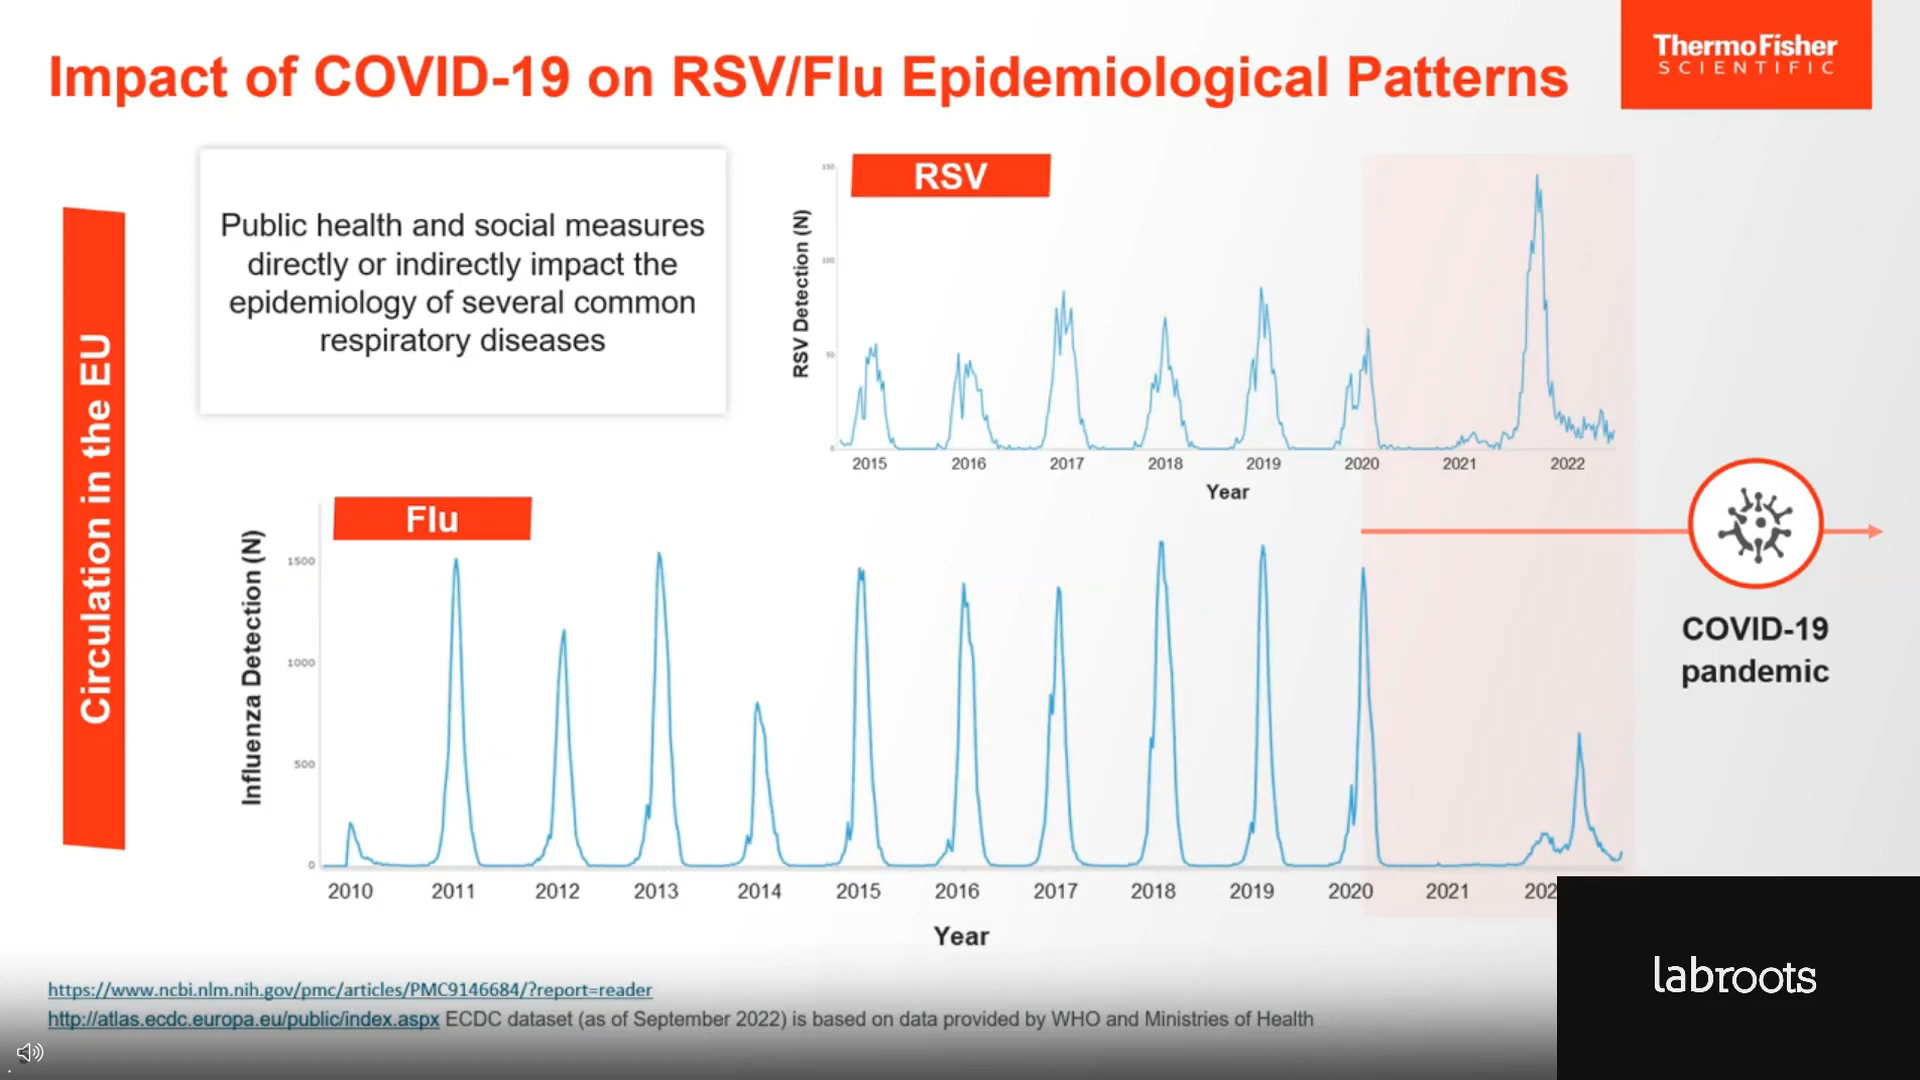 Impact of COVID-19 on RSV/Flu Epidemiological Patterns
ThermoFisher
SCIENTIFIC
Circulation in the EU
Public health and social measures
directly or indirectly impact the
epidemiology of several common
respiratory diseases
RSV
RSV Detection (N)
150
100
50
0
2015 2016 2017 2018 2019 2020 2021 2022
Year
Flu
Influenza Detection (N)
1500
1000
500
0
2010 2011 2012 2013 2014 2015 2016 2017 2018 2019 2020 2021 202
Year
COVID-19
pandemic
https://www.ncbi.nlm.nih.gov/pmc/articles/PMC9146684/?report=reader
http://atlas.ecdc.europa.eu/public/index.aspx ECDC dataset (as of September 2022) is based on data provided by WHO and Ministries of Health
labroots